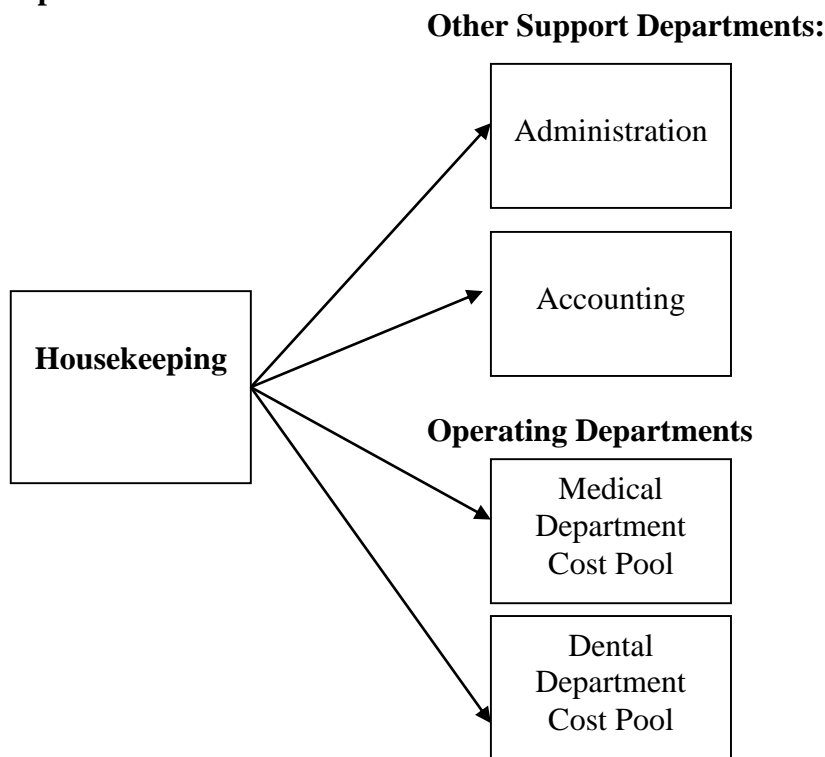 Other Support Departments:
Administration
Accounting
Housekeeping
Operating Departments
Medical
Department
Cost Pool
Dental
Department
Cost Pool